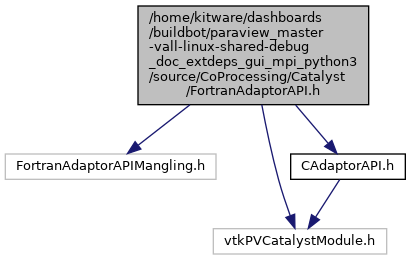 /home/kitware/dashboards
/buildbot/paraview_master
-vall-linux-shared-debug
_doc_extdeps_gui_mpi_python3
/source/CoProcessing/Catalyst
/FortranAdaptorAPI.h
FortranAdaptorAPIMangling.h
CAdaptorAPI.h
vtkPVCatalystModule.h